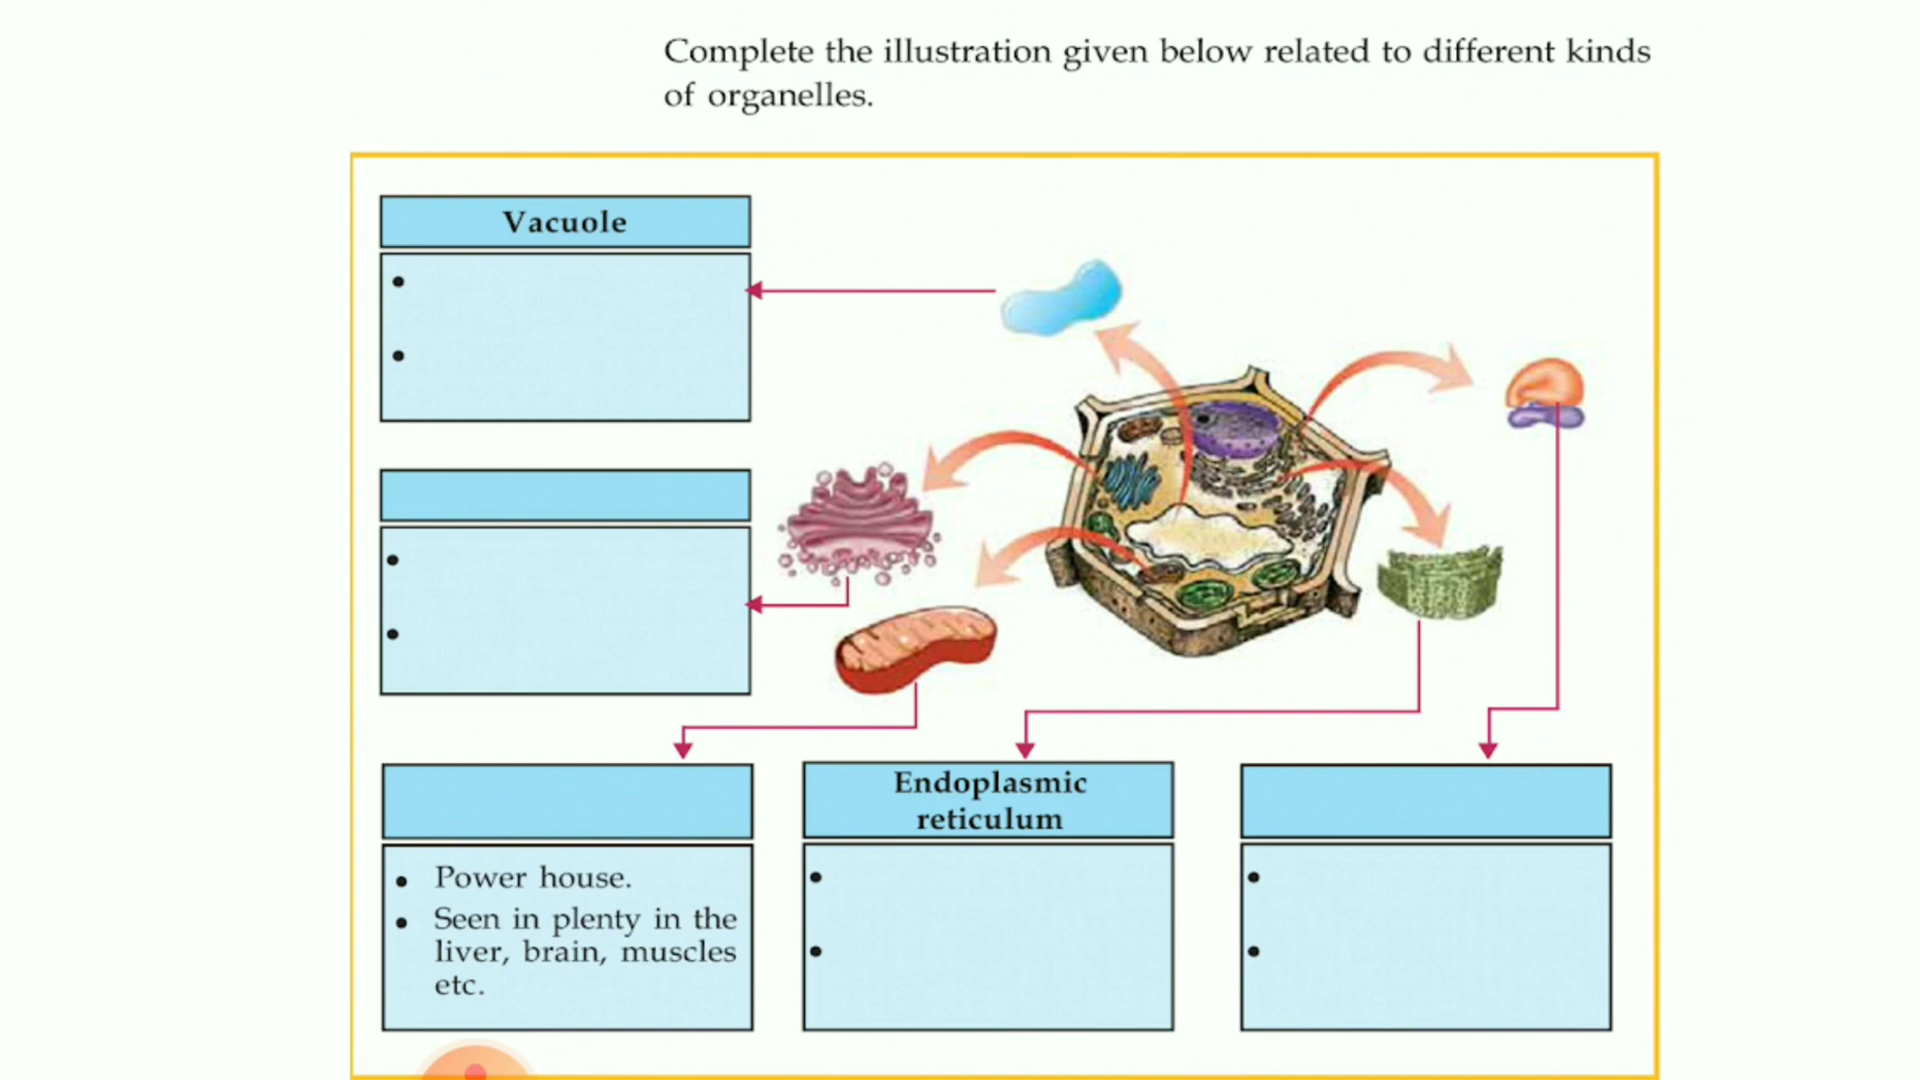 Complete the illustration given below related to different kinds
of organelles.
Vacuole
•
•
•
•
• Power house.
• Seen in plenty in the
liver, brain, muscles
etc.
Endoplasmic
reticulum
•
•
•
•